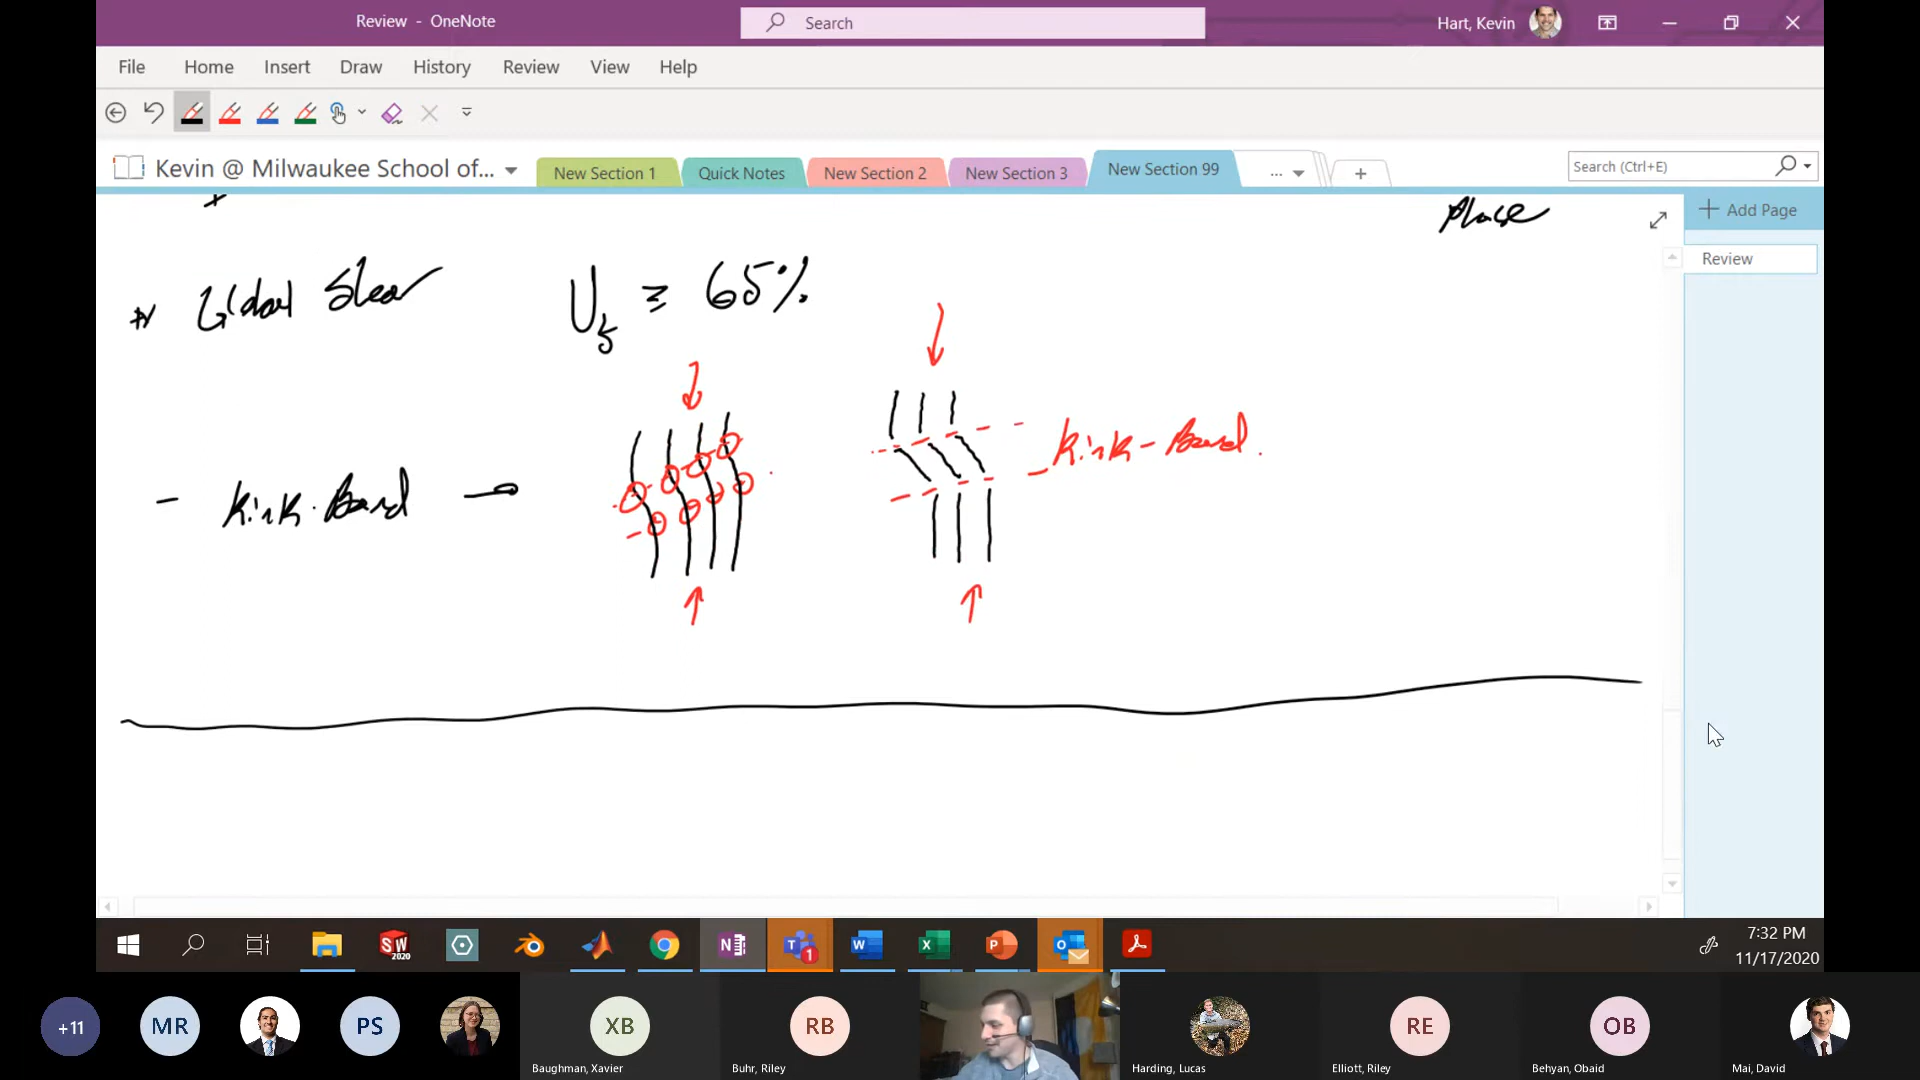 Review - OneNote
Search
Hart, Kevin
File Home Insert Draw History Review View Help
Kevin @ Milwaukee School of...
New Section 1
Quick Notes
New Section 2
New Section 3
New Section 99
...
Search (Ctrl+E)
Add Page
Review
Place
Global Shear
65%
Kink-Band.
- Kink-Band
SW
2020
N
T
1
W
X
P
O
7:32 PM
11/17/2020
+11
MR
PS
XB
Baughman, Xavier
RB
Buhr, Riley
Harding, Lucas
RE
Elliott, Riley
OB
Behyan, Obaid
Mai, David